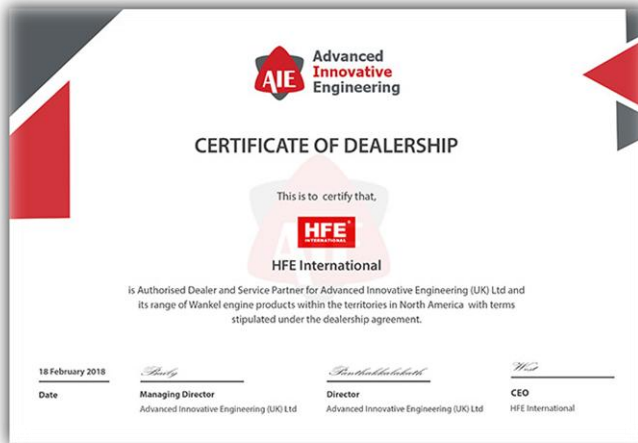 AIE
Advanced
Innovative
Engineering
CERTIFICATE OF DEALERSHIP
This is to certify that,
HFE
INTERNATIONAL
HFE International
is Authorised Dealer and Service Partner for Advanced Innovative Engineering (UK) Ltd and
its range of Wankel engine products within the territories in North America with terms
stipulated under the dealership agreement.
18 February 2018
Baily
West
Date
Managing Director
Director
CEO
Advanced Innovative Engineering (UK) Ltd
Advanced Innovative Engineering (UK) Ltd
HFE International